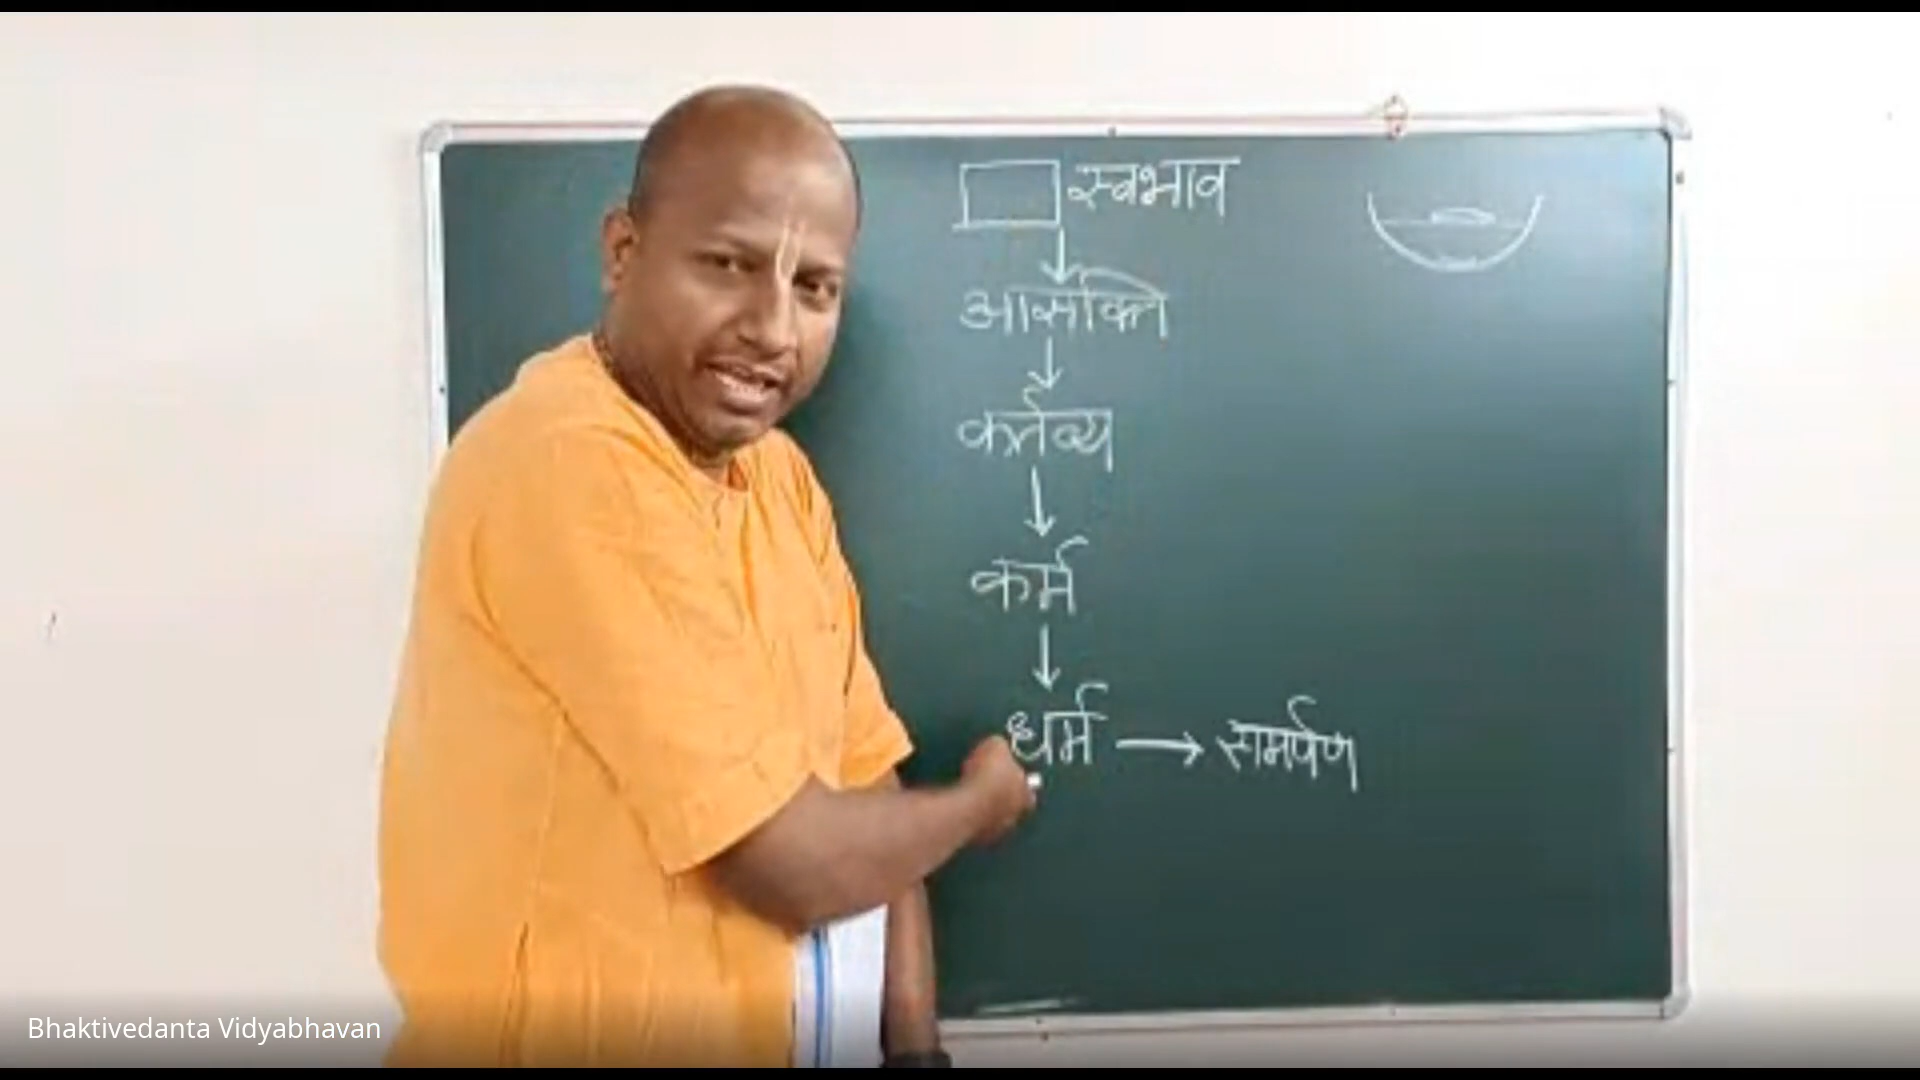 स्वभाव
आसक्ति
कर्तव्य
कर्म
धर्म → समर्पण
Bhaktivedanta Vidyabhavan